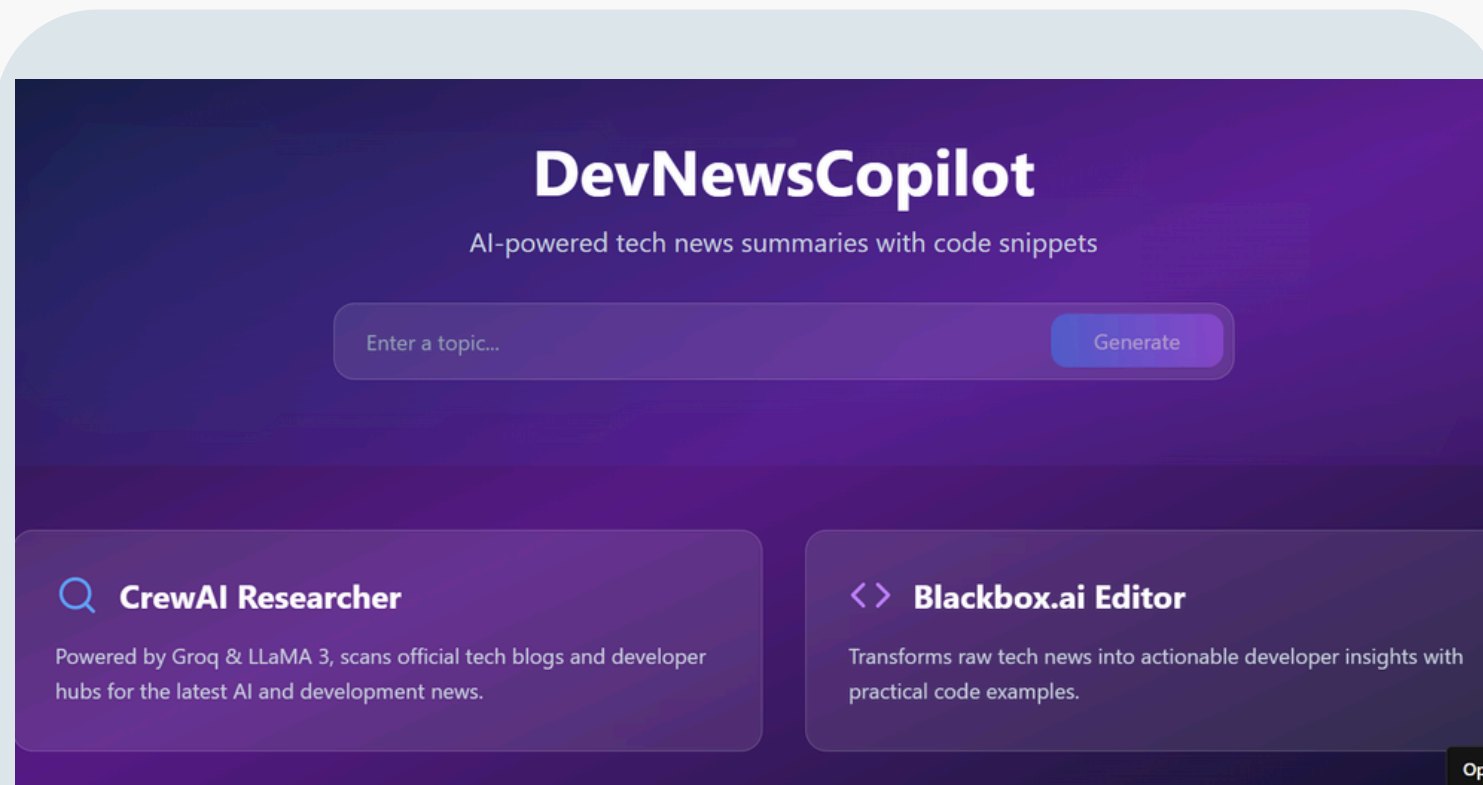 DevNewsCopilot
AI-powered tech news summaries with code snippets
Enter a topic...
Generate
CrewAI Researcher
Powered by Groq & LLaMA 3, scans official tech blogs and developer
hubs for the latest AI and development news.
Blackbox.ai Editor
Transforms raw tech news into actionable developer insights with
practical code examples.